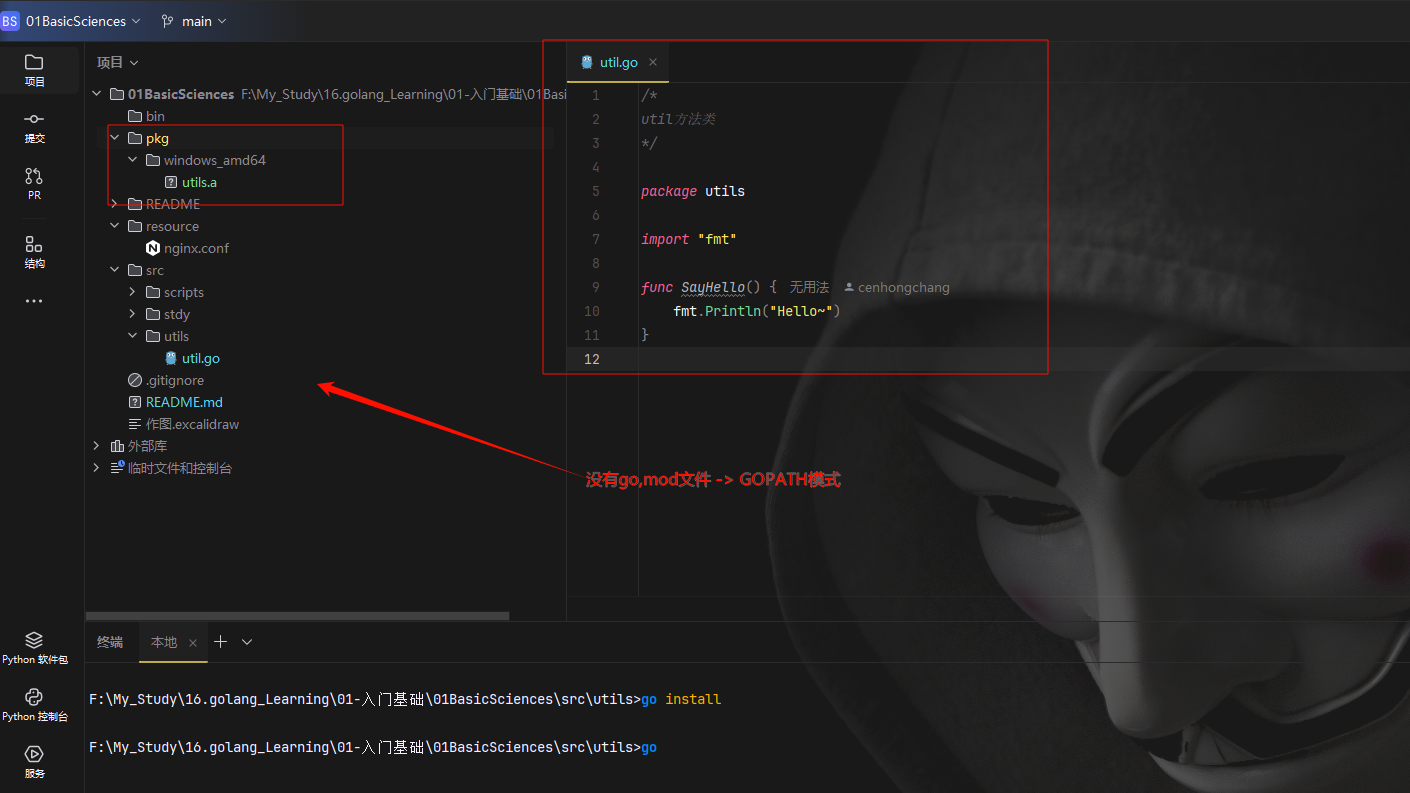 BS 01BasicSciences main
项目
提交
PR
结构
Python 软件包
Python 控制台
服务
项目
01BasicSciences F:\My_Study\16.golang_Learning\01-入门基础\01Basi
bin
pkg
windows_amd64
utils.a
README
resource
nginx.conf
src
scripts
stdy
utils
util.go
.gitignore
README.md
作图.excalidraw
外部库
临时文件和控制台
util.go
1 /*
2 util方法类
3 */
4
5 package utils
6
7 import "fmt"
8
9 func SayHello() { 无用法 cenhongchang
10 fmt.Println("Hello~")
11 }
12
没有go,mod文件 -> GOPATH模式
终端 本地
F:\My_Study\16.golang_Learning\01-入门基础\01BasicSciences\src\utils>go install
F:\My_Study\16.golang_Learning\01-入门基础\01BasicSciences\src\utils>go